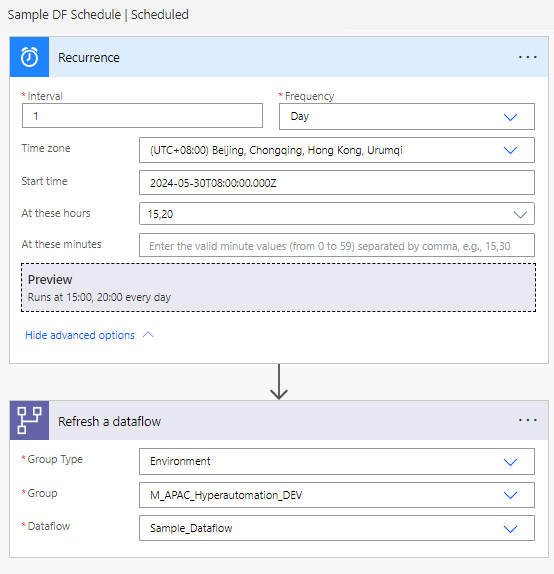 Sample DF Schedule | Scheduled
Recurrence
* Interval
* Frequency
1
Day
Time zone
(UTC+08:00) Beijing, Chongqing, Hong Kong, Urumqi
Start time
2024-05-30T08:00:00.000Z
At these hours
15,20
At these minutes
Enter the valid minute values (from 0 to 59) separated by comma, e.g., 15,30
Preview
Runs at 15:00, 20:00 every day
Hide advanced options
Refresh a dataflow
* Group Type
Environment
* Group
M_APAC_Hyperautomation_DEV
* Dataflow
Sample_Dataflow